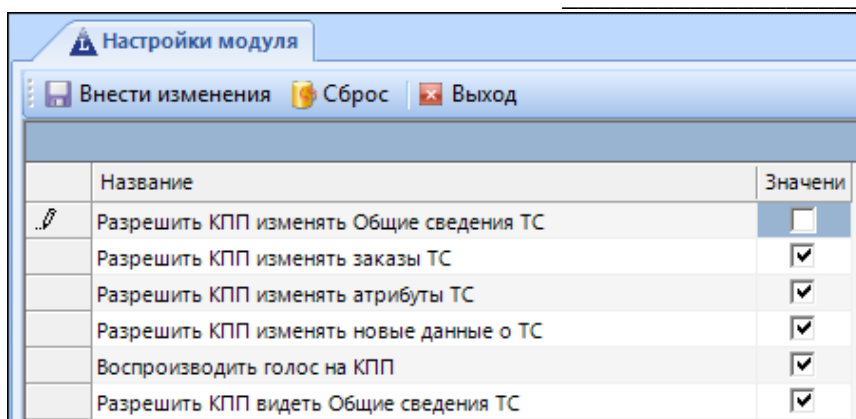 Настройки модуля
Внести изменения Сброс Выход
Название Значени
Разрешить КПП изменять Общие сведения ТС
Разрешить КПП изменять заказы ТС
Разрешить КПП изменять атрибуты ТС
Разрешить КПП изменять новые данные о ТС
Воспроизводить голос на КПП
Разрешить КПП видеть Общие сведения ТС